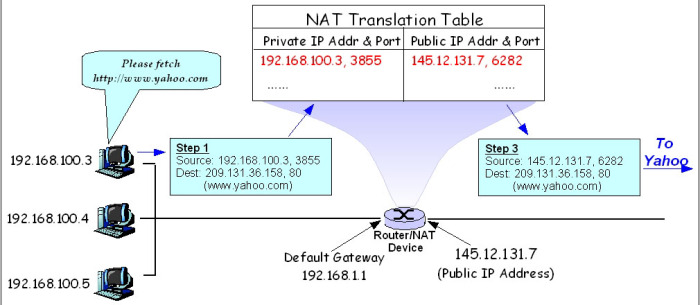 NAT Translation Table
Private IP Addr & Port
Public IP Addr & Port
192.168.100.3, 3855
145.12.131.7, 6282
......
......
Please fetch
http://www.yahoo.com
192.168.100.3
Step 1
Source: 192.168.100.3, 3855
Dest: 209.131.36.158, 80
(www.yahoo.com)
Step 3
Source: 145.12.131.7, 6282
Dest: 209.131.36.158, 80
(www.yahoo.com)
To
Yahoo
192.168.100.4
Router/NAT
Device
Default Gateway
192.168.1.1
145.12.131.7
(Public IP Address)
192.168.100.5